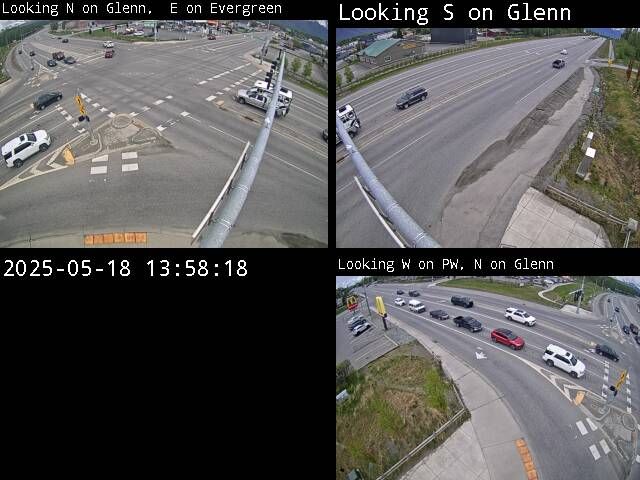 Looking N on Glenn,  E on Evergreen
Looking S on Glenn
2025-05-18 13:58:18
Looking W on PW, N on Glenn